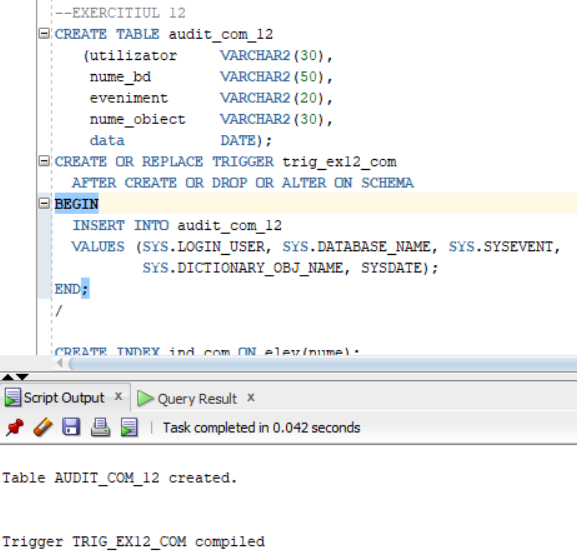 --EXERCITIUL 12
CREATE TABLE audit_com_12
(utilizator VARCHAR2(30),
nume_bd VARCHAR2(50),
eveniment VARCHAR2(20),
nume_obiect VARCHAR2(30),
data DATE);
CREATE OR REPLACE TRIGGER trig_ex12_com
AFTER CREATE OR DROP OR ALTER ON SCHEMA
BEGIN
INSERT INTO audit_com_12
VALUES (SYS.LOGIN_USER, SYS.DATABASE_NAME, SYS.SYSEVENT,
SYS.DICTIONARY_OBJ_NAME, SYSDATE);
END;
/
CREATE INDEX ind_com ON elev(nume);
Script Output x Query Result x
Task completed in 0.042 seconds
Table AUDIT_COM_12 created.
Trigger TRIG_EX12_COM compiled